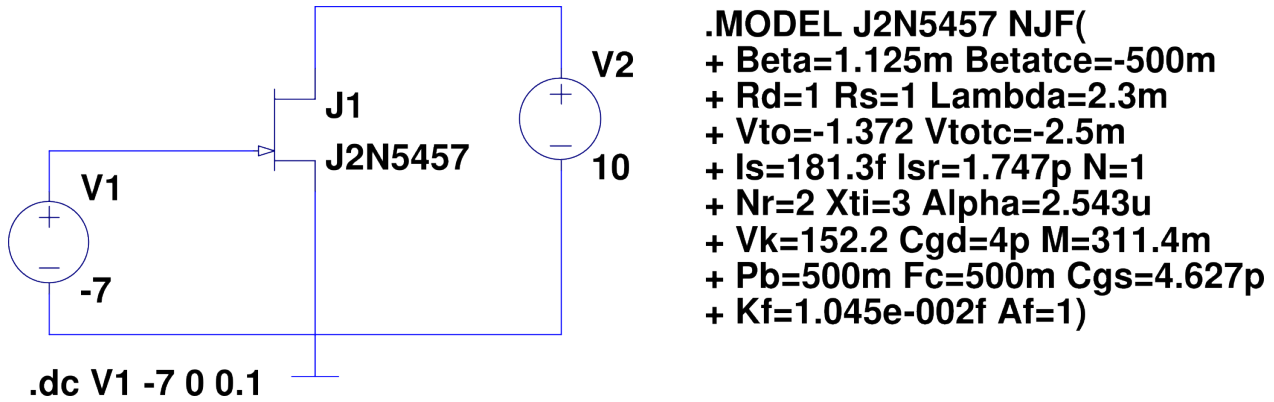 V2
10
J1
J2N5457
V1
-7
.dc V1 -7 0 0.1
.MODEL J2N5457 NJF(
+ Beta=1.125m Betatce=-500m
+ Rd=1 Rs=1 Lambda=2.3m
+ Vto=-1.372 Vtotc=-2.5m
+ Is=181.3f Isr=1.747p N=1
+ Nr=2 Xti=3 Alpha=2.543u
+ Vk=152.2 Cgd=4p M=311.4m
+ Pb=500m Fc=500m Cgs=4.627p
+ Kf=1.045e-002f Af=1)